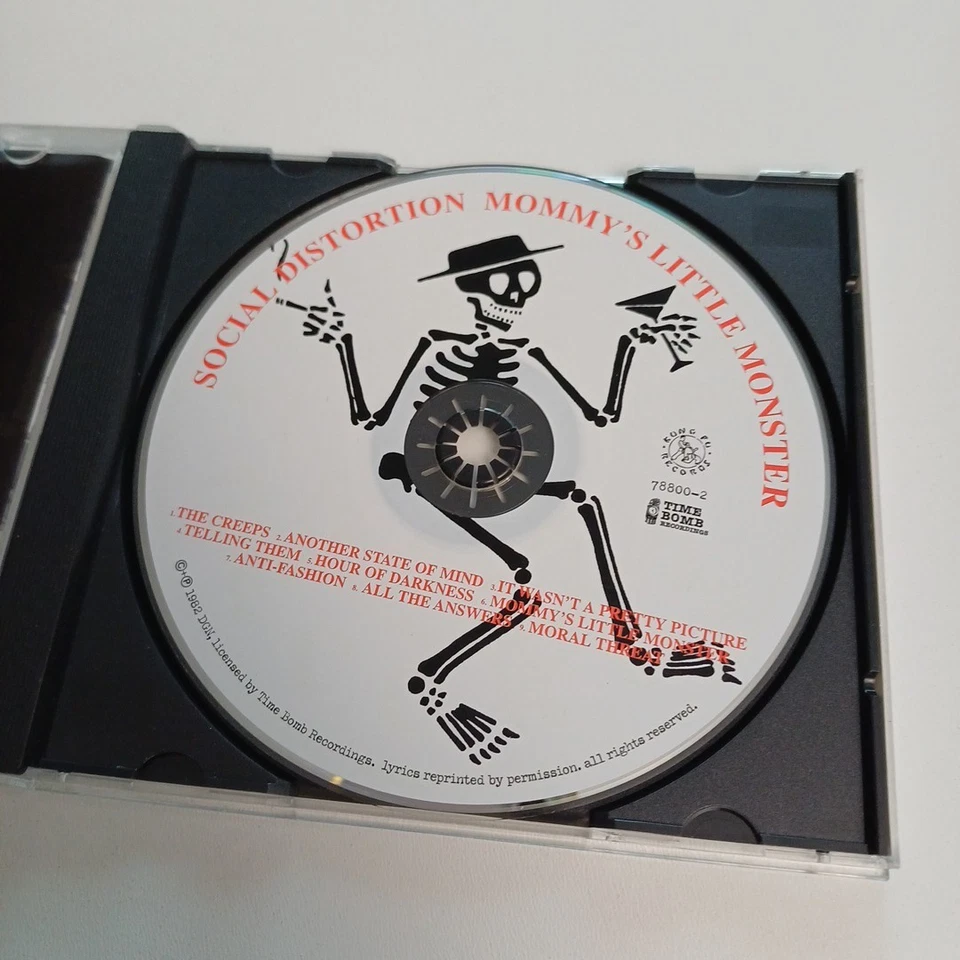 SOCIAL DISTORTION MOMMY'S LITTLE MONSTER
KUNG FU
RECORDS
78800-2
TIME
BOMB
RECORDINGS
1. THE CREEPS 2. ANOTHER STATE OF MIND 3. IT WASN'T A PRETTY PICTURE
4. TELLING THEM 5. HOUR OF DARKNESS 6. MOMMY'S LITTLE MONSTER
7. ANTI-FASHION 8. ALL THE ANSWERS 9. MORAL THREAT
©+℗ 1982 DGN, licensed by Time Bomb Recordings. lyrics reprinted by permission. all rights reserved.